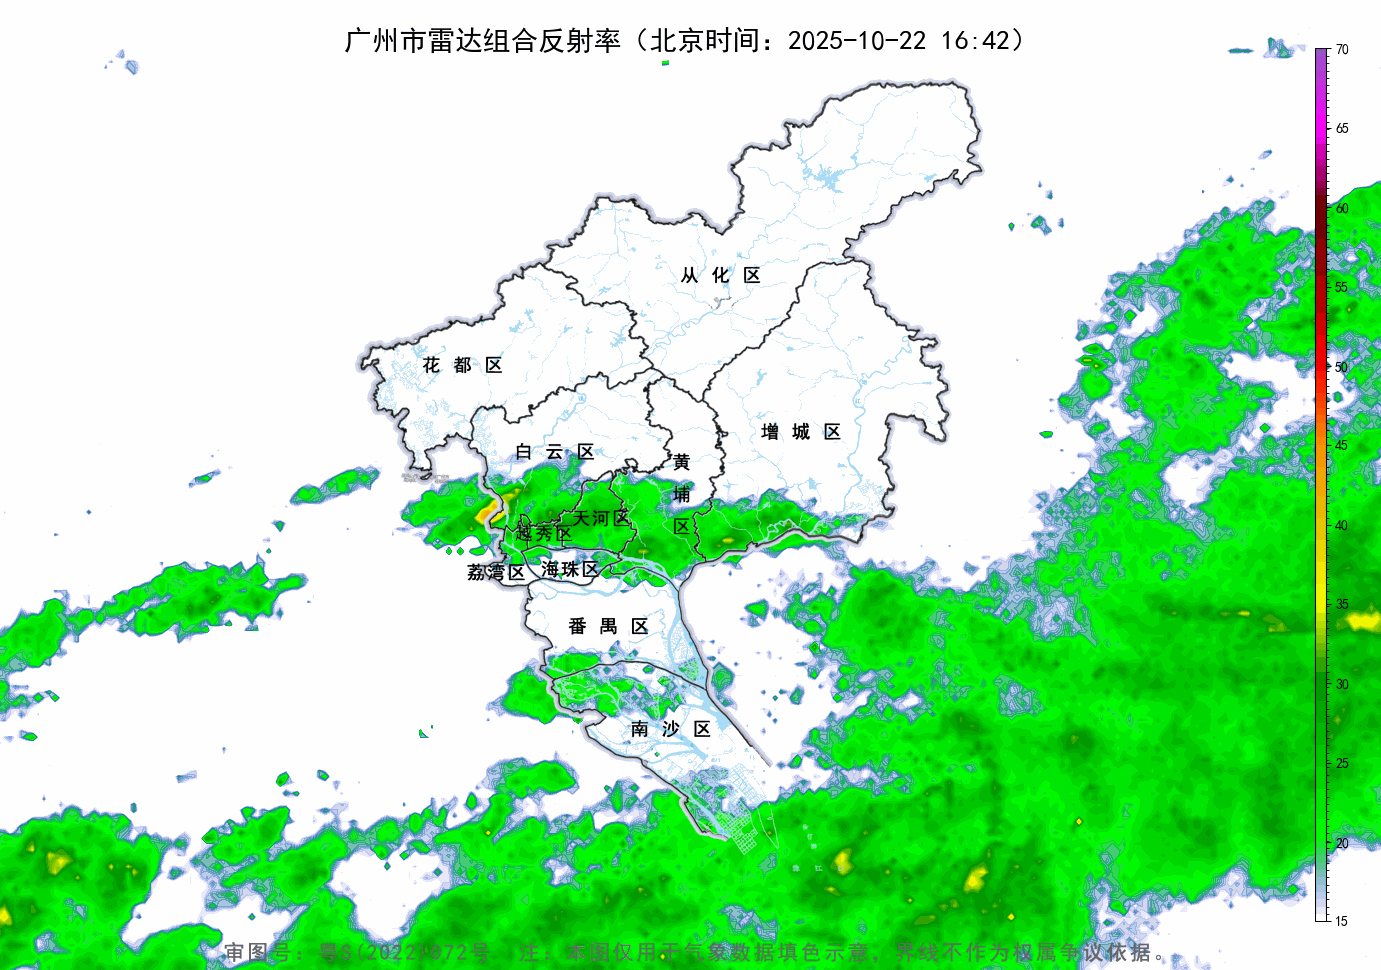 广州市雷达组合反射率（北京时间：2025-10-22 16:42）
70
65
60
55
50
45
40
35
30
25
20
15
从化区
花都区
增城区
白云区
黄埔区
天河区
越秀区
海珠区
荔湾区
番禺区
南沙区
审图号：粤S(2022)072号 注：本图仅用于气象数据填色示意，界线不作为权属争议依据。